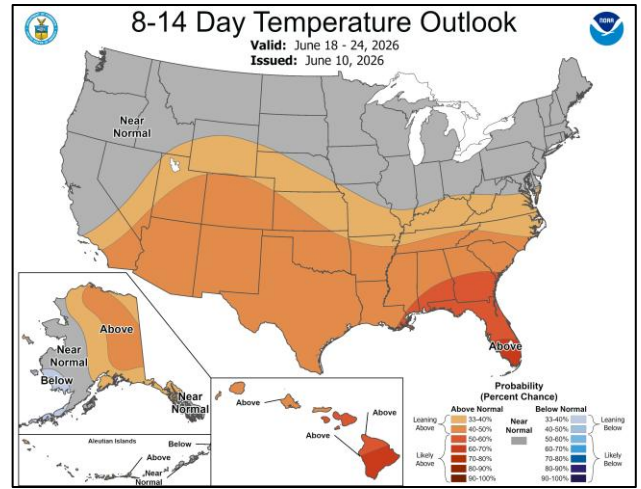 8-14 Day Temperature Outlook
Valid: June 18 - 24, 2026
Issued: June 10, 2026
NOAA
Near
Normal
Above
Above
Near
Normal
Below
Near
Normal
Aleutian Islands
Below
Above
Near
Normal
Above
Above
Above
Probability
(Percent Chance)
Above Normal
Below Normal
Leaning
Above
33-40%
40-50%
50-60%
60-70%
70-80%
80-90%
90-100%
Likely
Above
Near
Normal
33-40%
40-50%
50-60%
60-70%
70-80%
80-90%
90-100%
Leaning
Below
Likely
Below